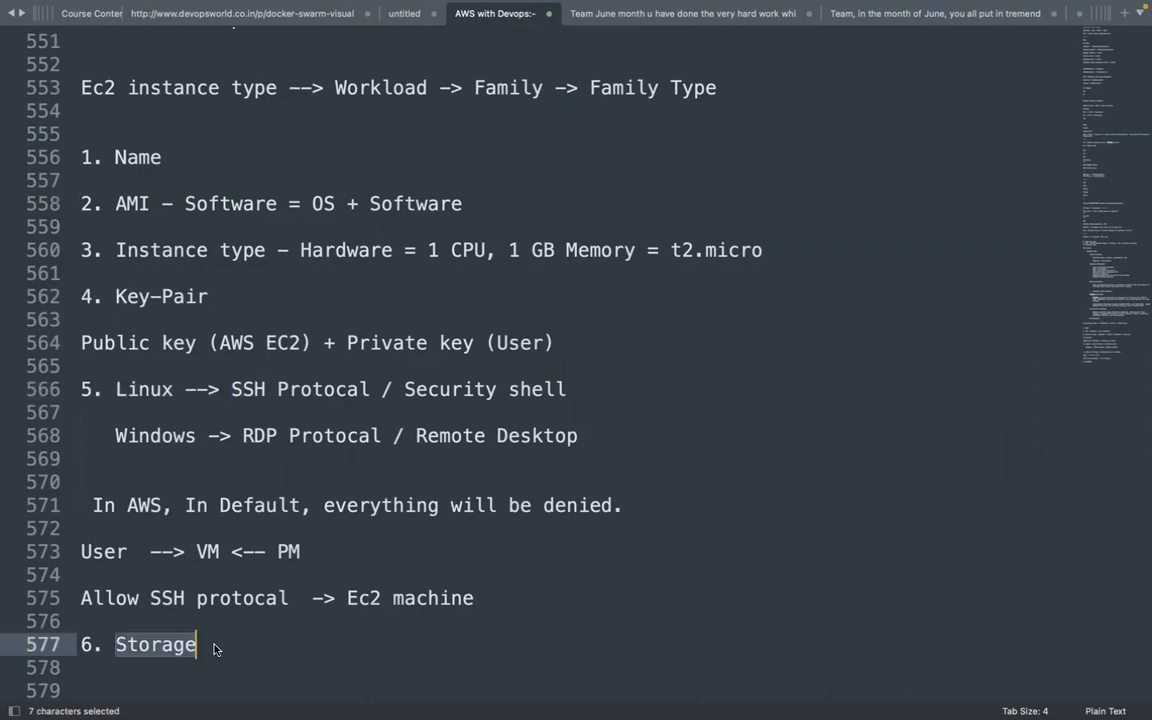 Course Center
http://www.devopsworld.co.in/p/docker-swarm-visual
untitled
AWS with Devops:-
Team June month u have done the very hard work whi
Team, in the month of June, you all put in tremend
551
552
553 Ec2 instance type --> Workload -> Family -> Family Type
554
555
556 1. Name
557
558 2. AMI - Software = OS + Software
559
560 3. Instance type - Hardware = 1 CPU, 1 GB Memory = t2.micro
561
562 4. Key-Pair
563
564 Public key (AWS EC2) + Private key (User)
565
566 5. Linux --> SSH Protocal / Security shell
567
568 Windows -> RDP Protocal / Remote Desktop
569
570
571 In AWS, In Default, everything will be denied.
572
573 User --> VM <-- PM
574
575 Allow SSH protocal -> Ec2 machine
576
577 6. Storage
578
579
7 characters selected
Tab Size: 4
Plain Text